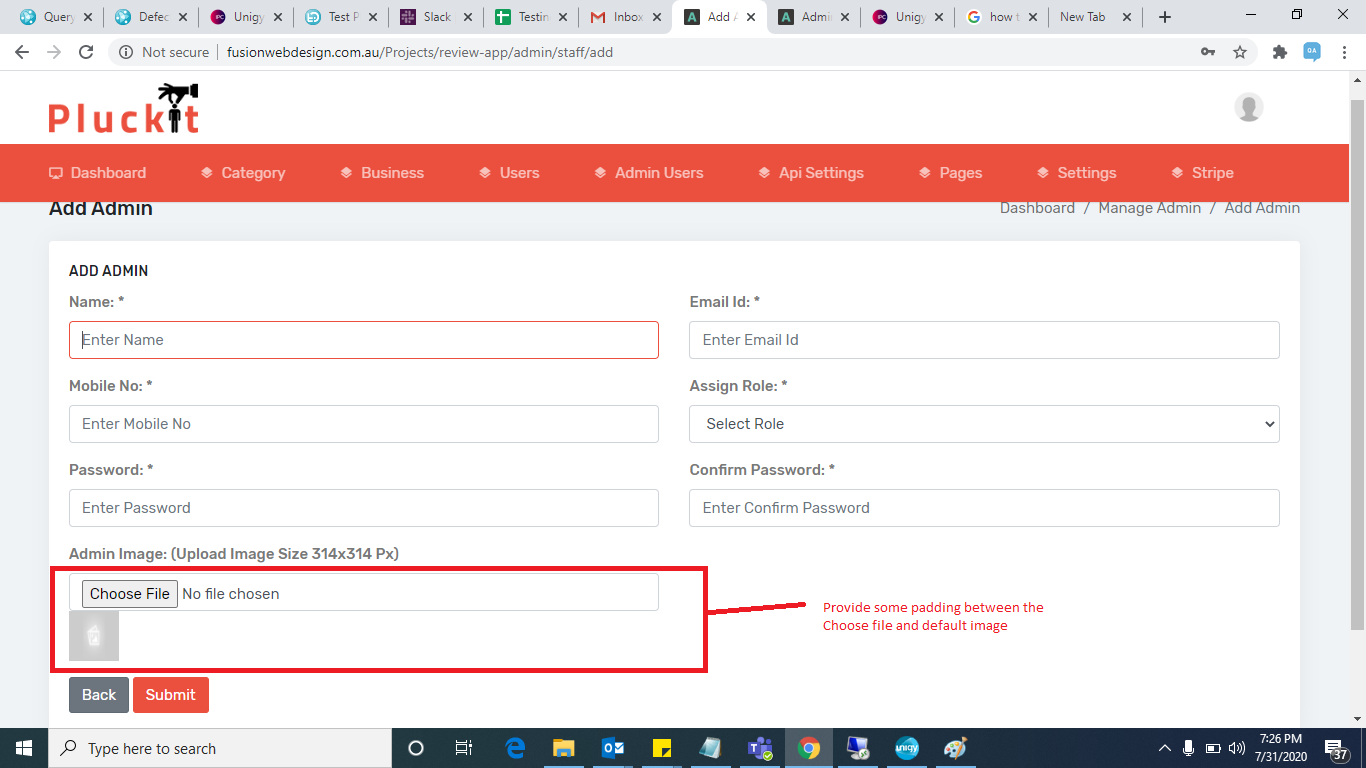 Query
Defec
Unigy
Test P
Slack
Testin
Inbox
Add A
Admin
Unigy
how t
New Tab
Not secure
fusionwebdesign.com.au/Projects/review-app/admin/staff/add
Pluckit
Dashboard
Category
Business
Users
Admin Users
Api Settings
Pages
Settings
Stripe
Add Admin
Dashboard / Manage Admin / Add Admin
ADD ADMIN
Name: *
Email Id: *
Enter Name
Enter Email Id
Mobile No: *
Assign Role: *
Enter Mobile No
Select Role
Password: *
Confirm Password: *
Enter Password
Enter Confirm Password
Admin Image: (Upload Image Size 314x314 Px)
Choose File No file chosen
Provide some padding between the
Choose file and default image
Back
Submit
Type here to search
7:26 PM
7/31/2020
37